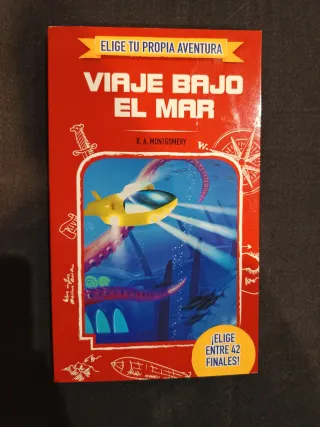 ELIGE TU PROPIA AVENTURA
VIAJE BAJO
EL MAR
R. A. MONTGOMERY
W
¡ELIGE
ENTRE 42
FINALES!